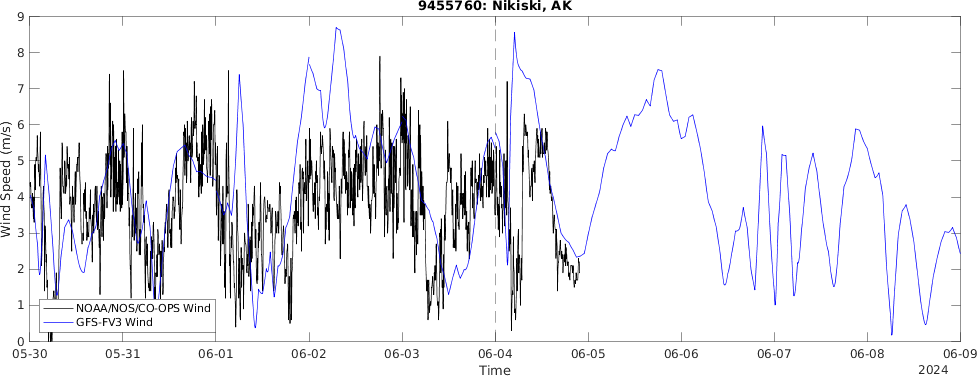 9455760: Nikiski, AK
Wind Speed (m/s)
9
8
7
6
5
4
3
2
1
0
NOAA/NOS/CO-OPS Wind
GFS-FV3 Wind
05-30 05-31 06-01 06-02 06-03 06-04 06-05 06-06 06-07 06-08 06-09
Time
2024